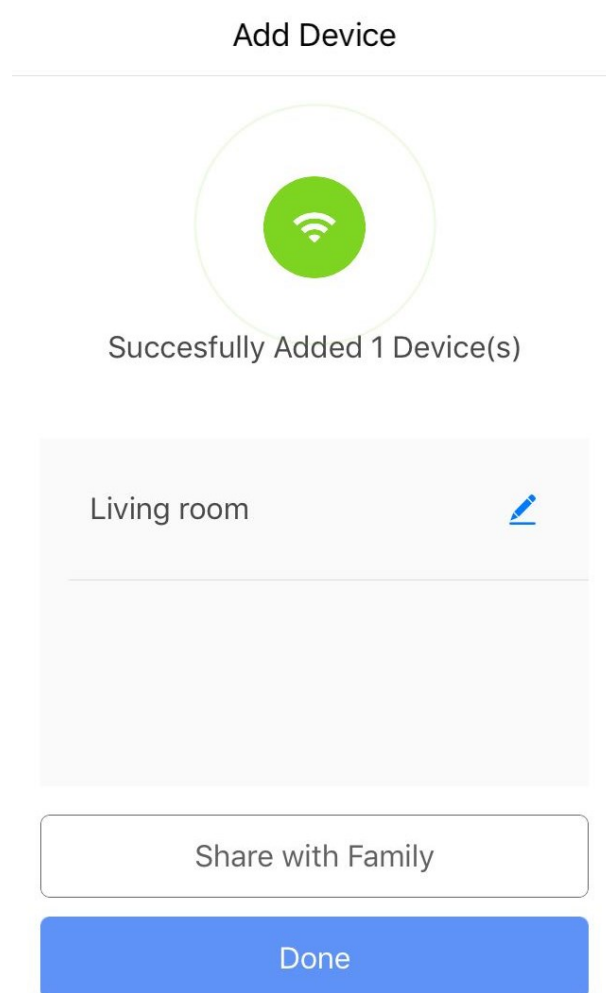 Add Device
Succesfully Added 1 Device(s)
Living room
Share with Family
Done